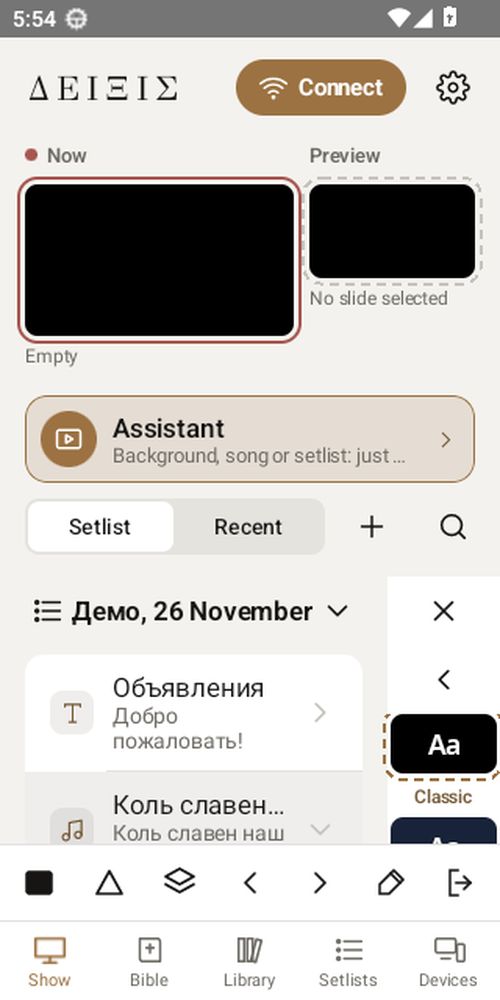 5:54
ΔΕΙΞΙΣ
Connect
Now
Preview
No slide selected
Empty
Assistant
Background, song or setlist: just ...
Setlist
Recent
Демо, 26 November
Объявления
Добро
пожаловать!
Коль славен...
Коль славен наш
Aa
Classic
Show
Bible
Library
Setlists
Devices